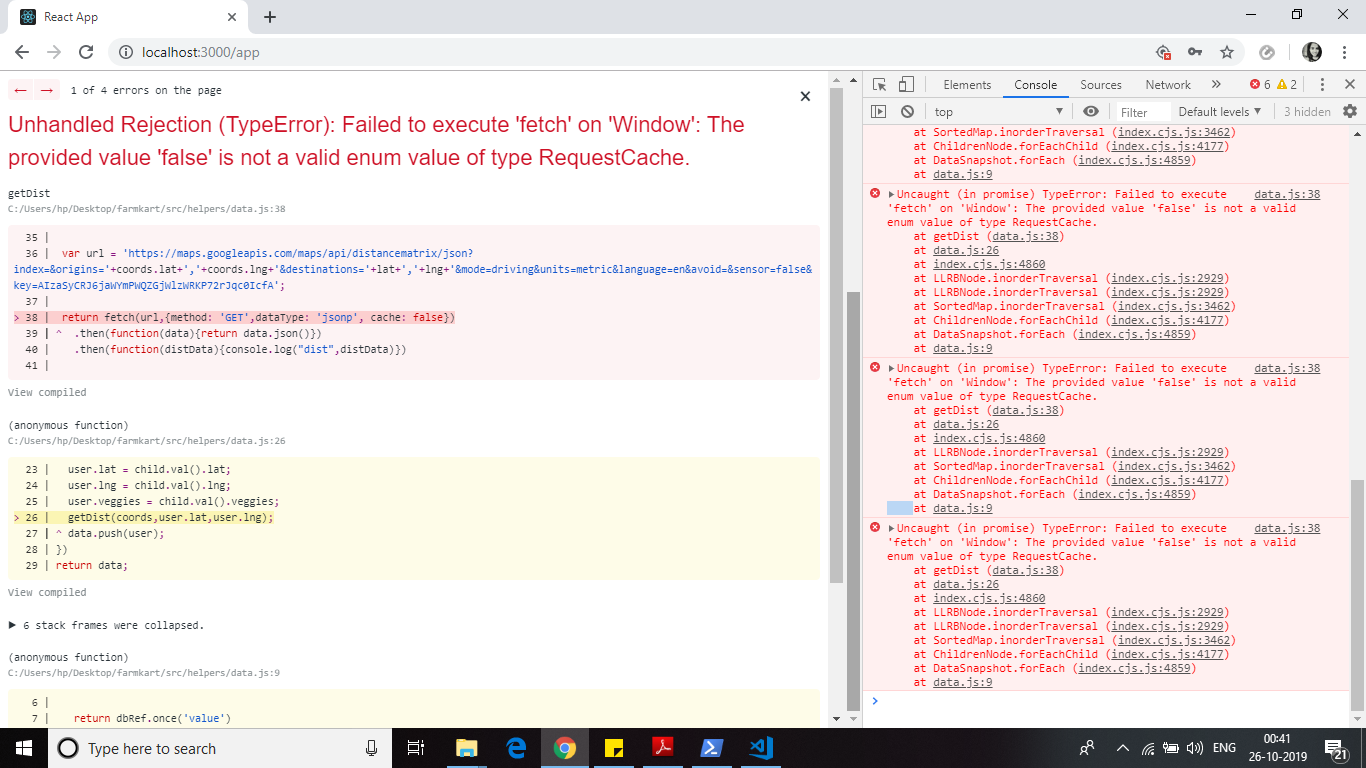 React App
localhost:3000/app
1 of 4 errors on the page
Unhandled Rejection (TypeError): Failed to execute 'fetch' on 'Window': The
provided value 'false' is not a valid enum value of type RequestCache.
getDist
C:/Users/hp/Desktop/farmkart/src/helpers/data.js:38
35 |
36 | var url = 'https://maps.googleapis.com/maps/api/distancematrix/json?
index=&origins='+coords.lat+','+coords.lng+'&destinations='+lat+','+lng+'&mode=driving&units=metric&language=en&avoid=&sensor=false&
key=AIzaSyCRJ6jaWYmPWQZGjWlzWRKP72rJqc0IcfA';
37 |
> 38 | return fetch(url,{method: 'GET',dataType: 'jsonp', cache: false})
39 | ^ .then(function(data){return data.json()})
40 | .then(function(distData){console.log("dist",distData)})
41 |
View compiled
(anonymous function)
C:/Users/hp/Desktop/farmkart/src/helpers/data.js:26
23 | user.lat = child.val().lat;
24 | user.lng = child.val().lng;
25 | user.veggies = child.val().veggies;
> 26 | getDist(coords,user.lat,user.lng);
27 | ^ data.push(user);
28 | })
29 | return data;
View compiled
▶ 6 stack frames were collapsed.
(anonymous function)
C:/Users/hp/Desktop/farmkart/src/helpers/data.js:9
6 |
7 | return dbRef.once('value')
Elements Console Sources Network » 6 2
top Filter Default levels ▼ 3 hidden
at SortedMap.inorderTraversal (index.cjs.js:3462)
at ChildrenNode.forEachChild (index.cjs.js:4177)
at DataSnapshot.forEach (index.cjs.js:4859)
at data.js:9
▶Uncaught (in promise) TypeError: Failed to execute data.js:38
'fetch' on 'Window': The provided value 'false' is not a valid
enum value of type RequestCache.
at getDist (data.js:38)
at data.js:26
at index.cjs.js:4860
at LLRBNode.inorderTraversal (index.cjs.js:2929)
at LLRBNode.inorderTraversal (index.cjs.js:2929)
at SortedMap.inorderTraversal (index.cjs.js:3462)
at ChildrenNode.forEachChild (index.cjs.js:4177)
at DataSnapshot.forEach (index.cjs.js:4859)
at data.js:9
▶Uncaught (in promise) TypeError: Failed to execute data.js:38
'fetch' on 'Window': The provided value 'false' is not a valid
enum value of type RequestCache.
at getDist (data.js:38)
at data.js:26
at index.cjs.js:4860
at LLRBNode.inorderTraversal (index.cjs.js:2929)
at SortedMap.inorderTraversal (index.cjs.js:3462)
at ChildrenNode.forEachChild (index.cjs.js:4177)
at DataSnapshot.forEach (index.cjs.js:4859)
at data.js:9
▶Uncaught (in promise) TypeError: Failed to execute data.js:38
'fetch' on 'Window': The provided value 'false' is not a valid
enum value of type RequestCache.
at getDist (data.js:38)
at data.js:26
at index.cjs.js:4860
at LLRBNode.inorderTraversal (index.cjs.js:2929)
at LLRBNode.inorderTraversal (index.cjs.js:2929)
at SortedMap.inorderTraversal (index.cjs.js:3462)
at ChildrenNode.forEachChild (index.cjs.js:4177)
at DataSnapshot.forEach (index.cjs.js:4859)
at data.js:9
>
Type here to search
ENG
00:41
26-10-2019
21